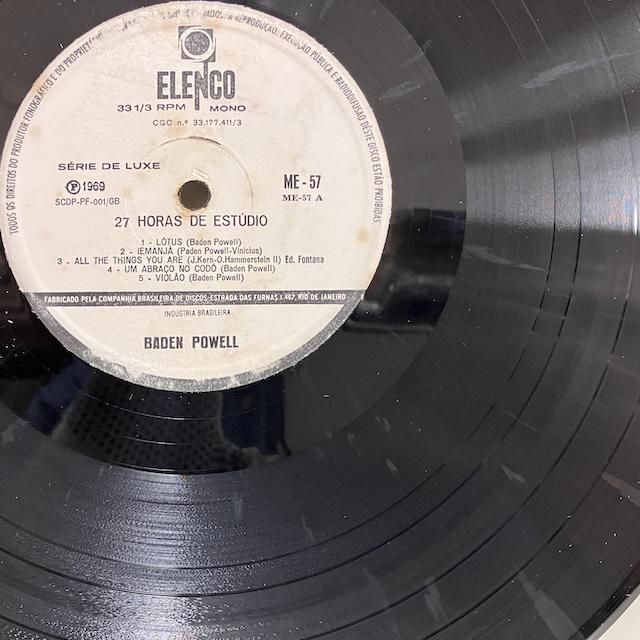 TODOS OS DIREITOS DO PRODUTOR FONOGRÁFICO E DO PROPRIETÁRIO
A REPRODUÇÃO, EXECUÇÃO PÚBLICA E RADIODIFUSÃO DÊSTE DISCO ESTÃO PROIBIDAS
ELENCO
33 1/3 RPM MONO
CGC n.º 33.177.411/3
SÉRIE DE LUXE
Ⓟ 1969
SCDP-PF-001/GB
ME - 57
ME-57 A
27 HORAS DE ESTÚDIO
1 - LÓTUS (Baden Powell)
2 - IEMANJÁ (Paden Powell-Vinicius)
3 - ALL THE THINGS YOU ARE (J.Kern-O.Hammerstein II) Ed. Fontana
4 - UM ABRAÇO NO CODÓ (Baden Powell)
5 - VIOLÃO (Baden Powell)
FABRICADO PELA COMPANHIA BRASILEIRA DE DISCOS-ESTRADA DAS FURNAS 1.467, RIO DE JANEIRO
INDÚSTRIA BRASILEIRA
BADEN POWELL